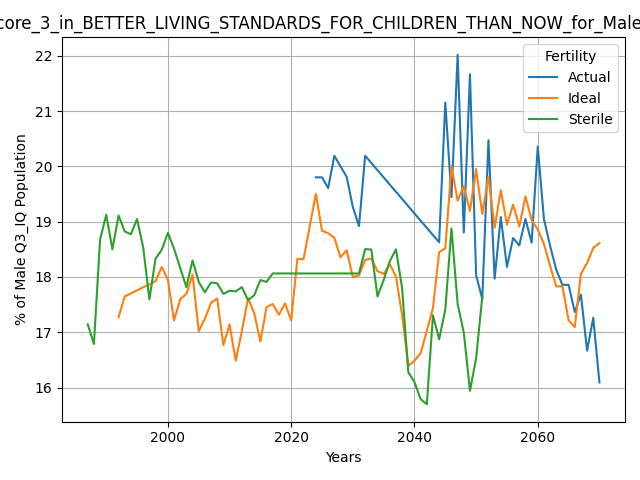 core_3_in_BETTER_LIVING_STANDARDS_FOR_CHILDREN_THAN_NOW_for_Male
Fertility
Actual
Ideal
Sterile
% of Male Q3_IQ Population
22
21
20
19
18
17
16
2000
2020
2040
2060
Years